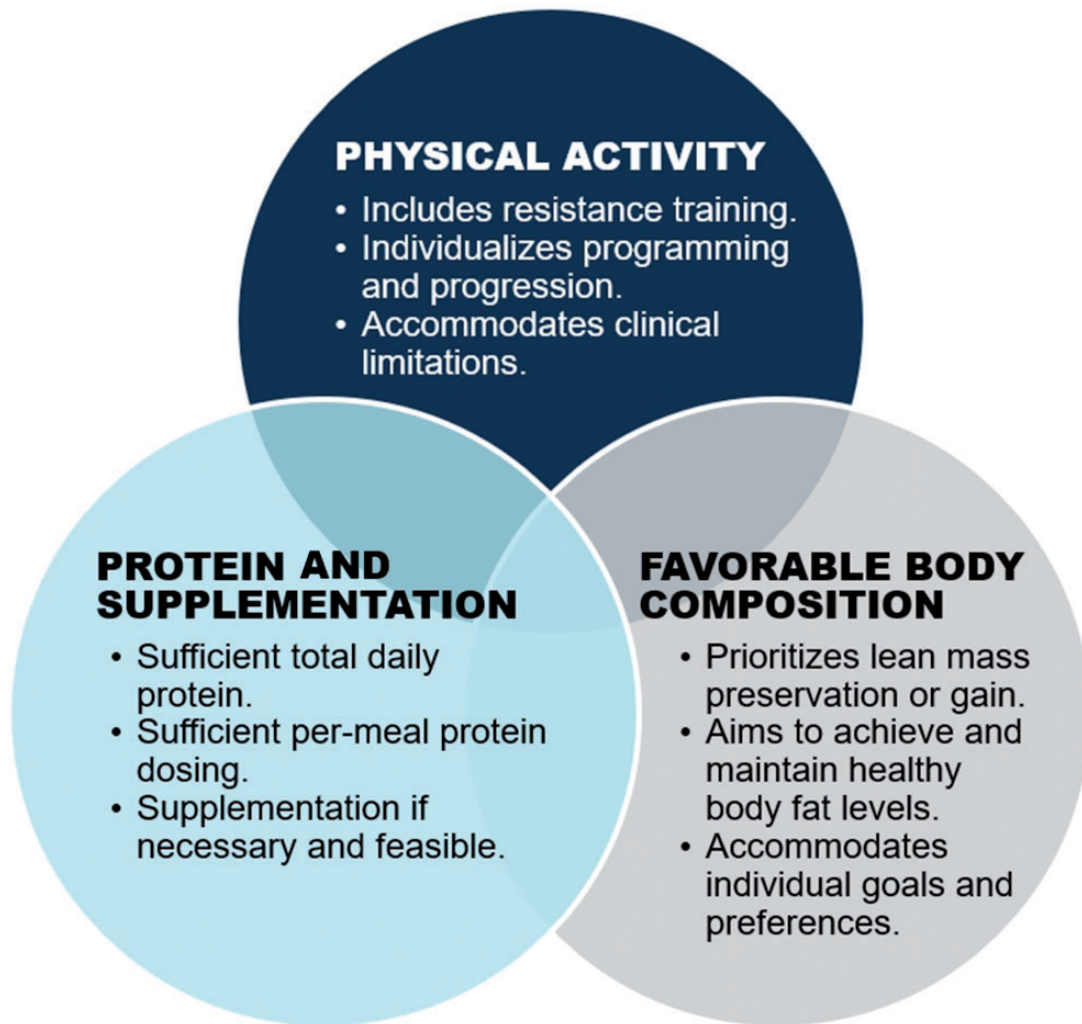 PHYSICAL ACTIVITY
• Includes resistance training.
• Individualizes programming
and progression.
• Accommodates clinical
limitations.
PROTEIN AND
SUPPLEMENTATION
• Sufficient total daily
protein.
• Sufficient per-meal protein
dosing.
• Supplementation if
necessary and feasible.
FAVORABLE BODY
COMPOSITION
• Prioritizes lean mass
preservation or gain.
• Aims to achieve and
maintain healthy
body fat levels.
• Accommodates
individual goals and
preferences.